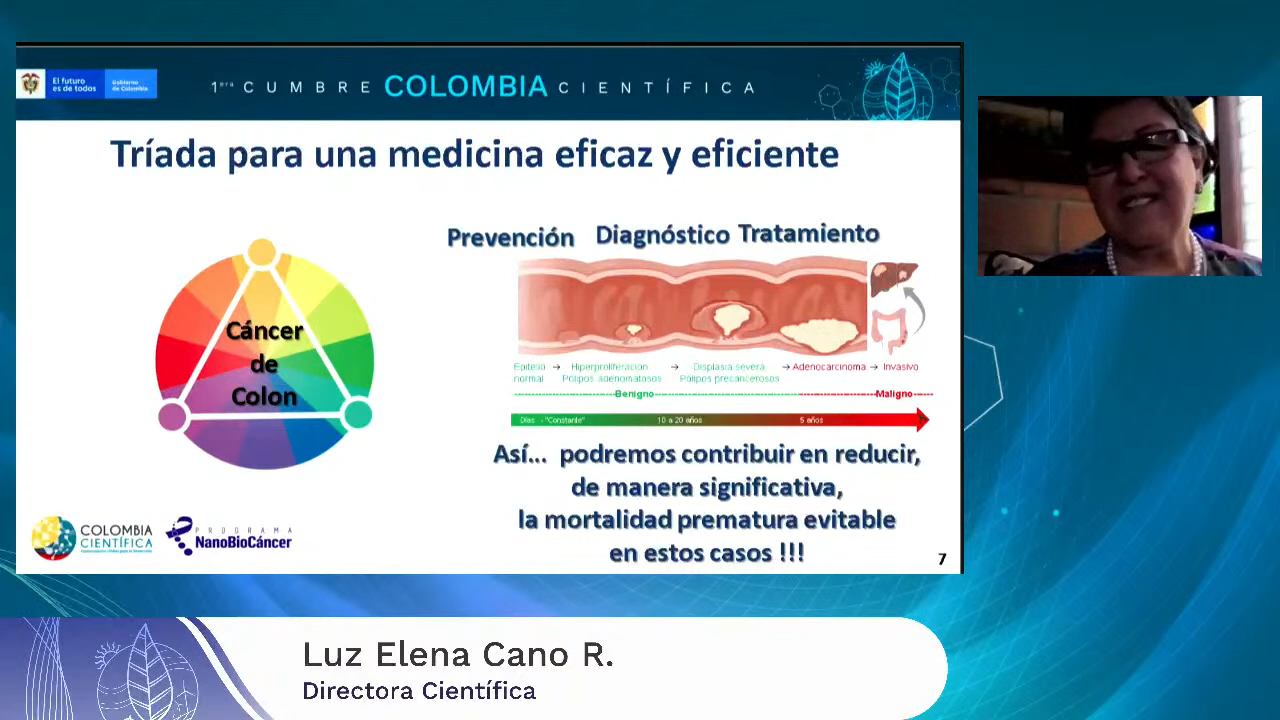 El futuro
es de todos
Gobierno
de Colombia
1era CUMBRE COLOMBIA CIENTÍFICA
Tríada para una medicina eficaz y eficiente
Prevención Diagnóstico Tratamiento
Cáncer
de
Colon
Epitelio → Hiperproliferación → Displasia severa → Adenocarcinoma → Invasivo
normal Pólipos adenomatosos Pólipos precancerosos
Benigno Maligno
Días - "Constante" 10 a 20 años 5 años
Así... podremos contribuir en reducir,
de manera significativa,
la mortalidad prematura evitable
en estos casos !!!
COLOMBIA
CIENTÍFICA
PROGRAMA
NanoBioCáncer
7
Luz Elena Cano R.
Directora Científica